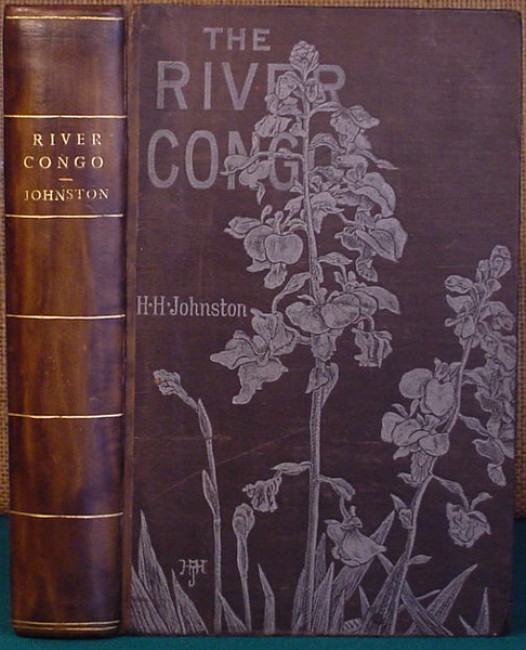 RIVER
CONGO
JOHNSTON
THE
RIVER
CONGO
H·H·Johnston
HHJ